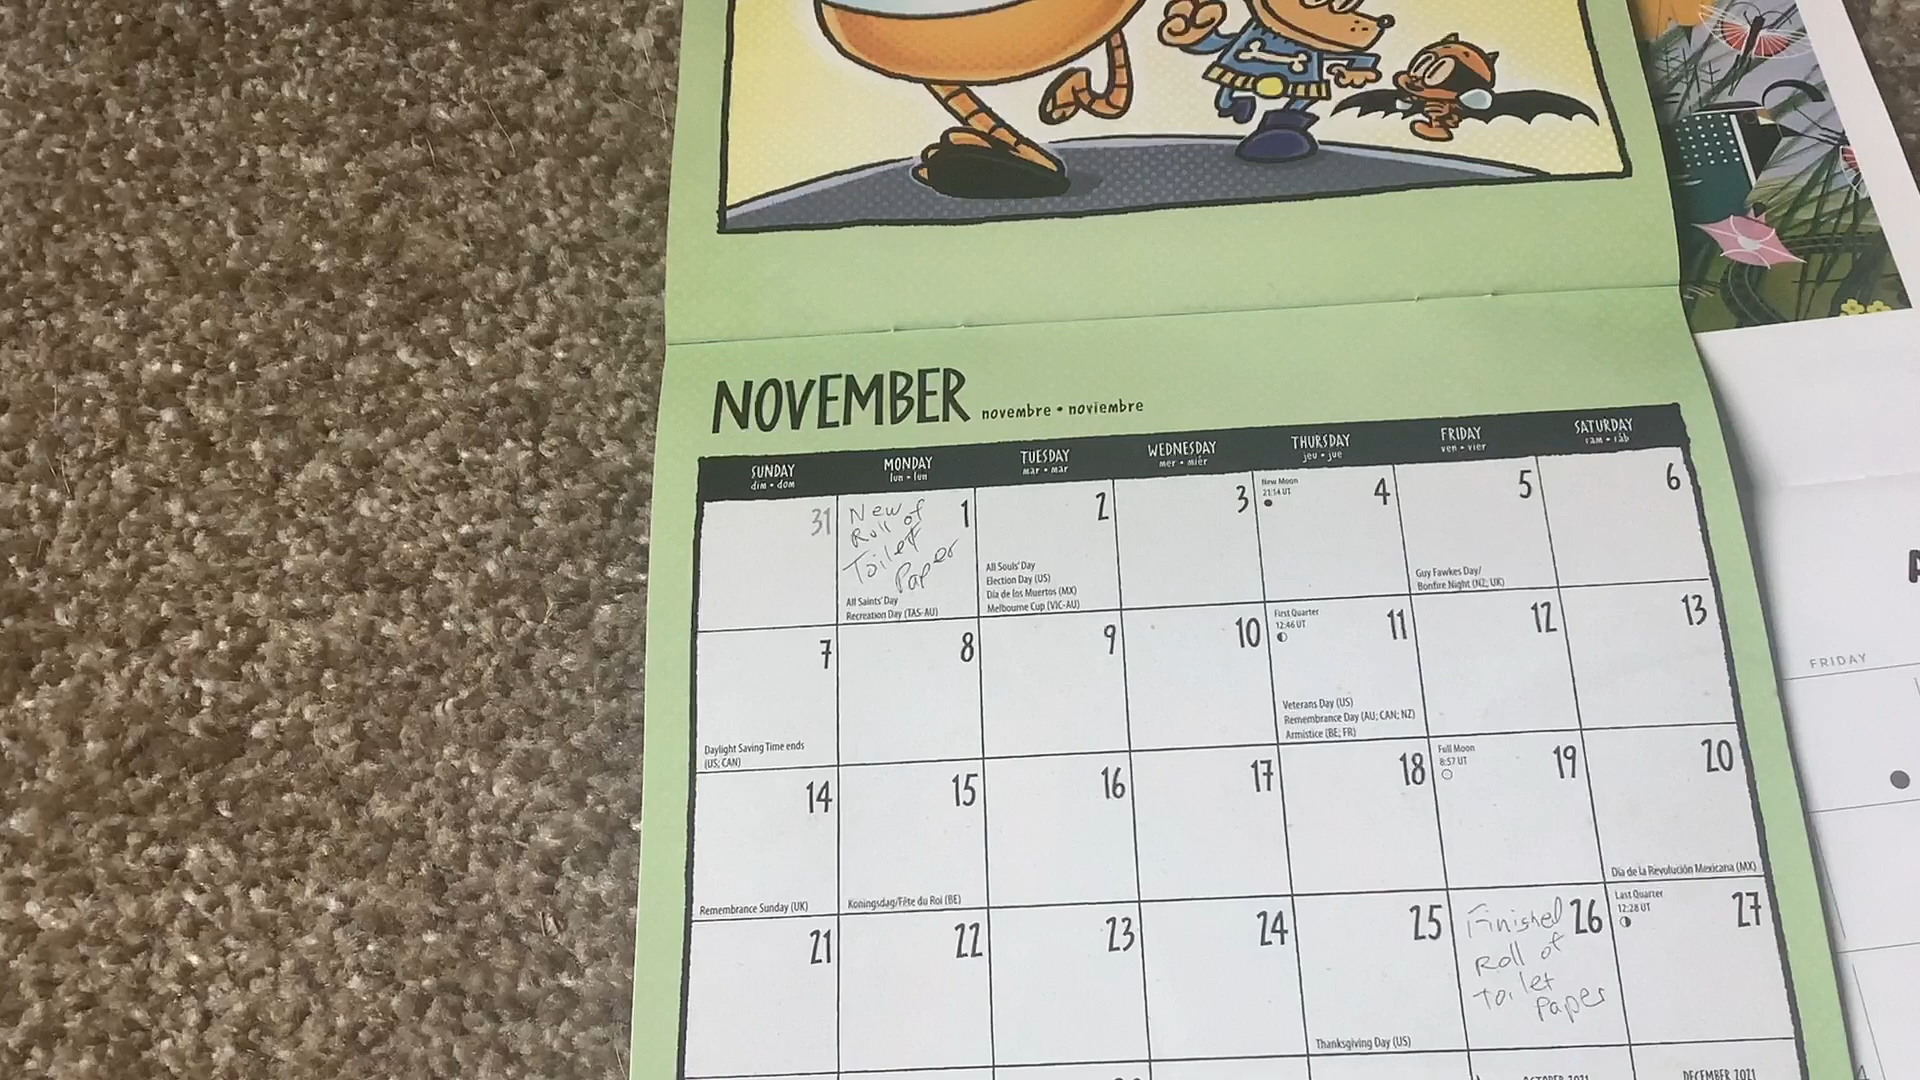 NOVEMBER novembre • noviembre
SUNDAY MONDAY TUESDAY WEDNESDAY THURSDAY FRIDAY SATURDAY
dim • dom lun • lun mar • mar mer • miér jeu • jue ven • vier sam • sáb
31
New of
Roll of
Toilet
Paper
1
All Saints' Day
Recreation Day (TAS-AU)
2
All Souls' Day
Election Day (US)
Día de los Muertos (MX)
Melbourne Cup (VIC-AU)
3
New Moon
21:14 UT
4
5
Guy Fawkes Day/
Bonfire Night (NZ; UK)
6
7
Daylight Saving Time ends
(US; CAN)
8
9
10
First Quarter
12:46 UT
11
Veterans Day (US)
Remembrance Day (AU; CAN; NZ)
Armistice (BE; FR)
12
13
14
Remembrance Sunday (UK)
15
Koningsdag/Fête du Roi (BE)
16
17
18
Full Moon
8:57 UT
19
20
Día de la Revolución Mexicana (MX)
21
22
23
24
25
Thanksgiving Day (US)
Finished
Roll of
toilet
Paper
26
Last Quarter
12:28 UT
27
DECEMBER 2021
FRIDAY